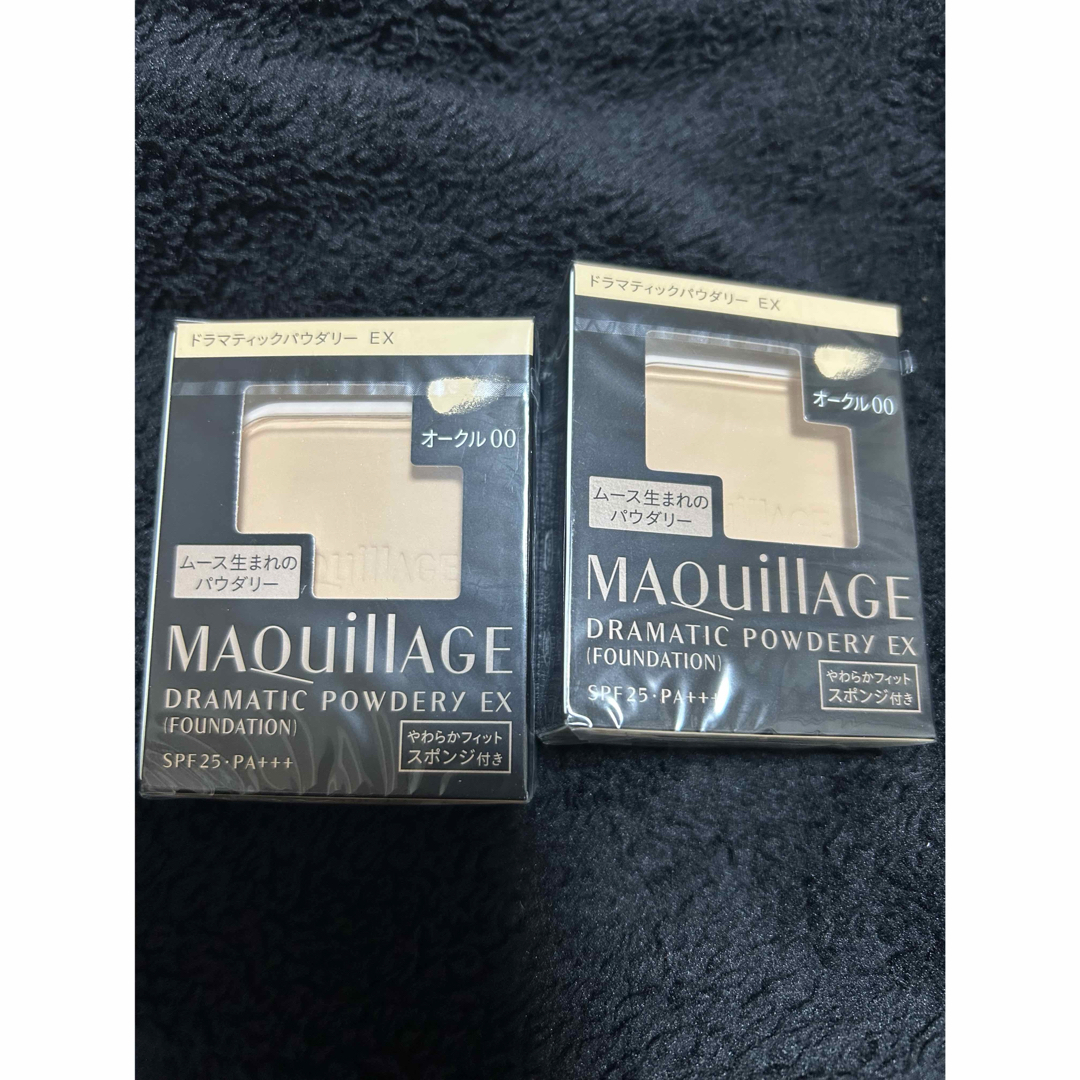 ドラマティックパウダリー EX
オークル 00
ムース生まれの
パウダリー
MAQuillAGE
MAQuillAGE
DRAMATIC POWDERY EX
(FOUNDATION)
SPF25・PA+++
やわらかフィット
スポンジ付き
ドラマティックパウダリー EX
オークル 00
ムース生まれの
パウダリー
MAQuillAGE
DRAMATIC POWDERY EX
(FOUNDATION)
SPF25・PA+++
やわらかフィット
スポンジ付き